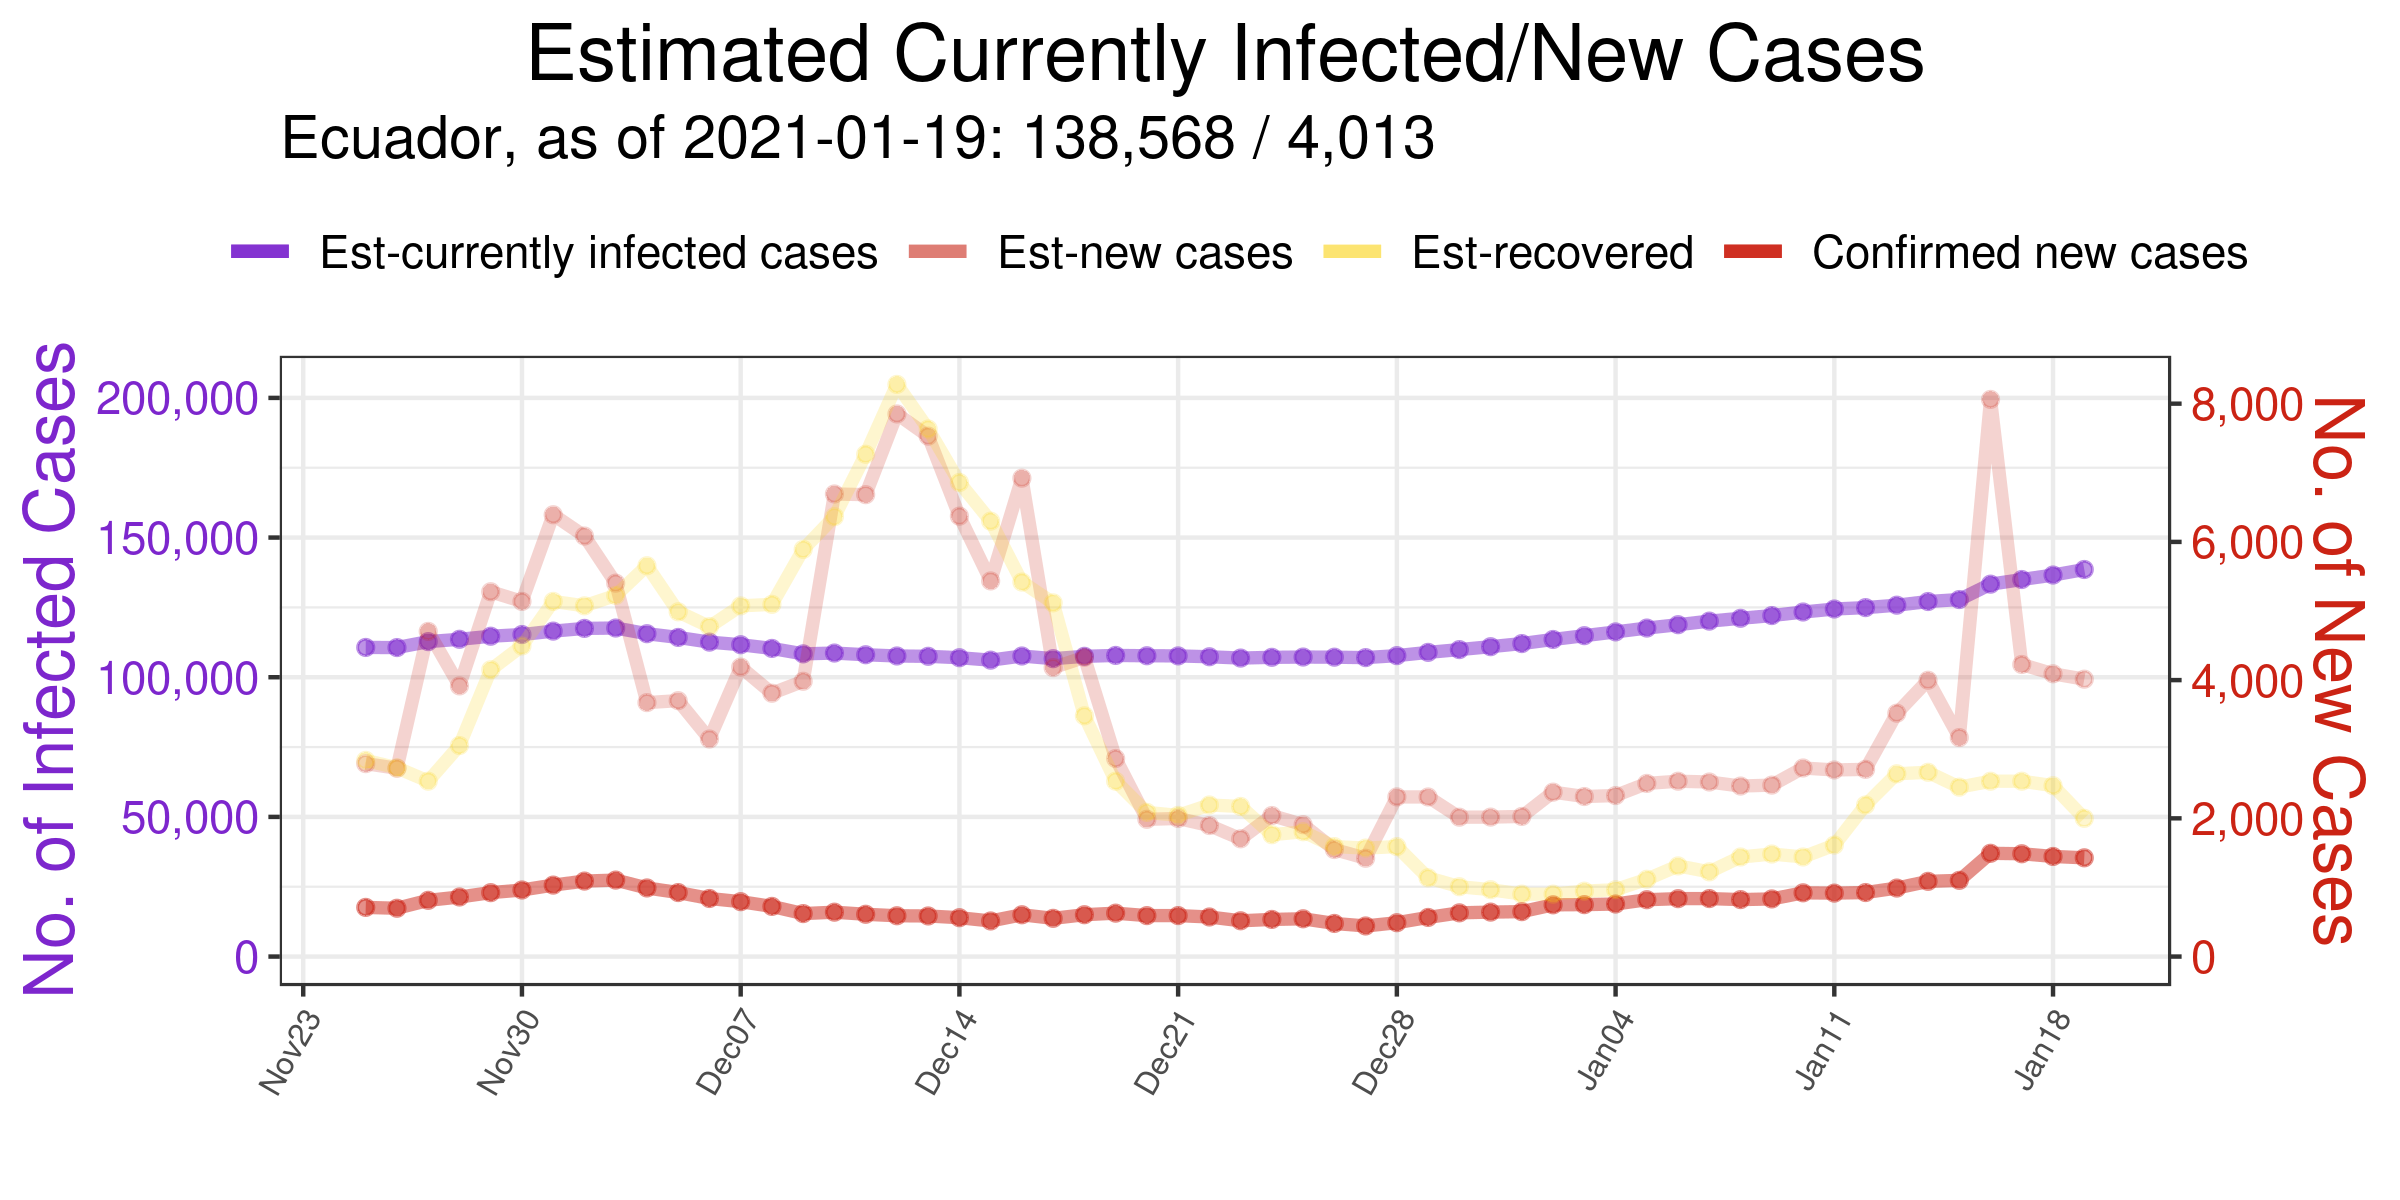 Estimated Currently Infected/New Cases
Ecuador, as of 2021-01-19: 138,568 / 4,013
Est-currently infected cases Est-new cases Est-recovered Confirmed new cases
No. of Infected Cases
200,000
150,000
100,000
50,000
0
8,000
6,000
4,000
2,000
0
No. of New Cases
Nov23 Nov30 Dec07 Dec14 Dec21 Dec28 Jan04 Jan11 Jan18